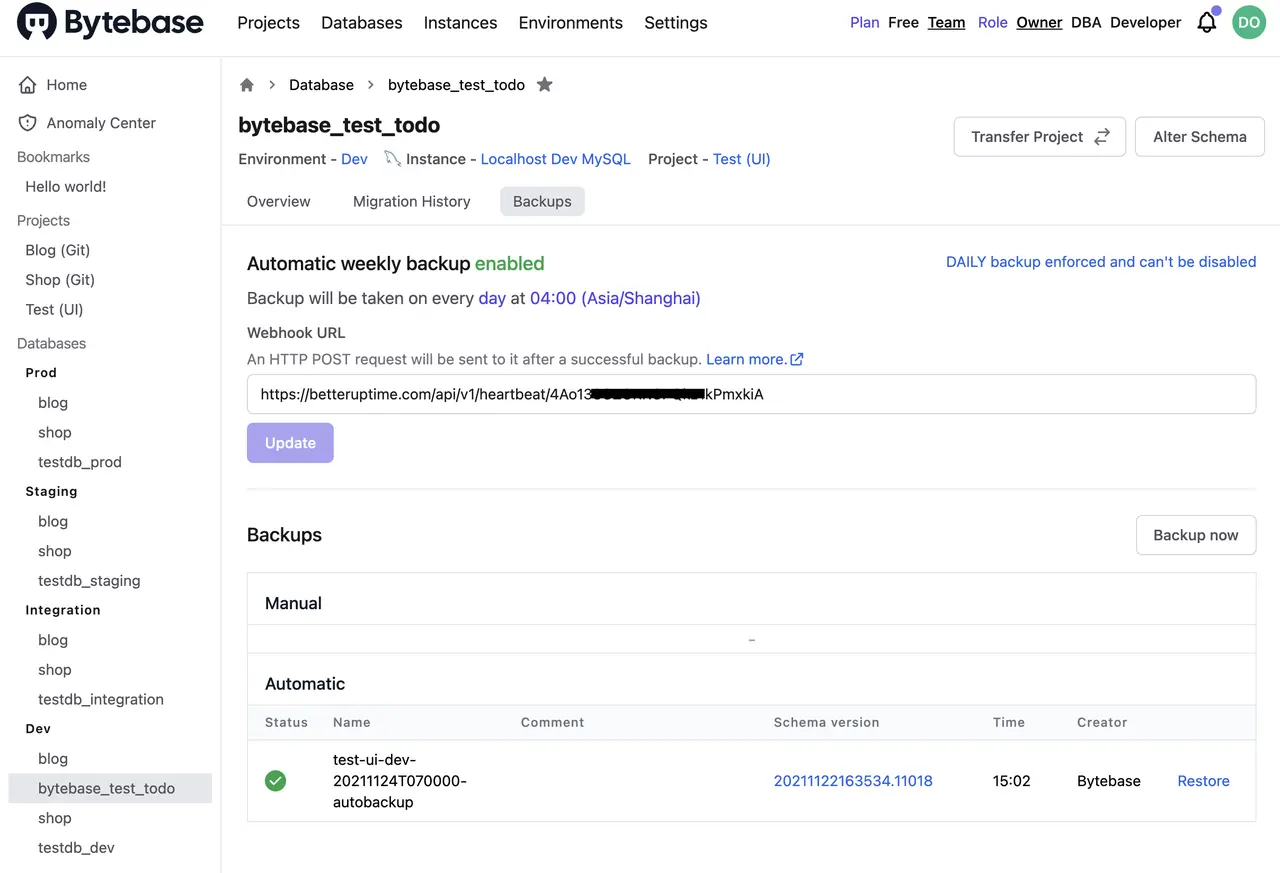 Bytebase
Projects Databases Instances Environments Settings
Plan Free Team Role Owner DBA Developer
DO
Home
Anomaly Center
Bookmarks
Hello world!
Projects
Blog (Git)
Shop (Git)
Test (UI)
Databases
Prod
blog
shop
testdb_prod
Staging
blog
shop
testdb_staging
Integration
blog
shop
testdb_integration
Dev
blog
bytebase_test_todo
shop
testdb_dev
Database bytebase_test_todo
bytebase_test_todo
Environment - Dev Instance - Localhost Dev MySQL Project - Test (UI)
Transfer Project
Alter Schema
Overview Migration History Backups
Automatic weekly backup enabled
DAILY backup enforced and can't be disabled
Backup will be taken on every day at 04:00 (Asia/Shanghai)
Webhook URL
An HTTP POST request will be sent to it after a successful backup. Learn more.
https://betteruptime.com/api/v1/heartbeat/4Ao13 kPmxkiA
Update
Backups
Backup now
Manual
–
Automatic
Status Name Comment Schema version Time Creator
test-ui-dev-
20211124T070000-
autobackup
20211122163534.11018 15:02 Bytebase Restore